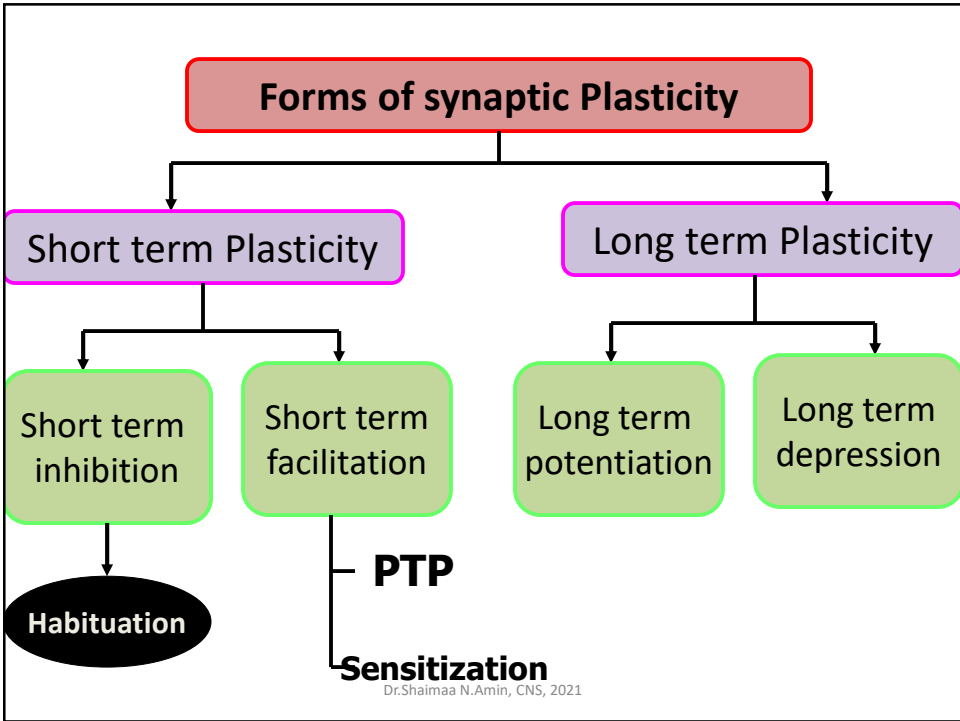 Forms of synaptic Plasticity
Short term Plasticity
Long term Plasticity
Short term
inhibition
Short term
facilitation
Long term
potentiation
Long term
depression
Habituation
PTP
Sensitization
Dr.Shaimaa N.Amin, CNS, 2021